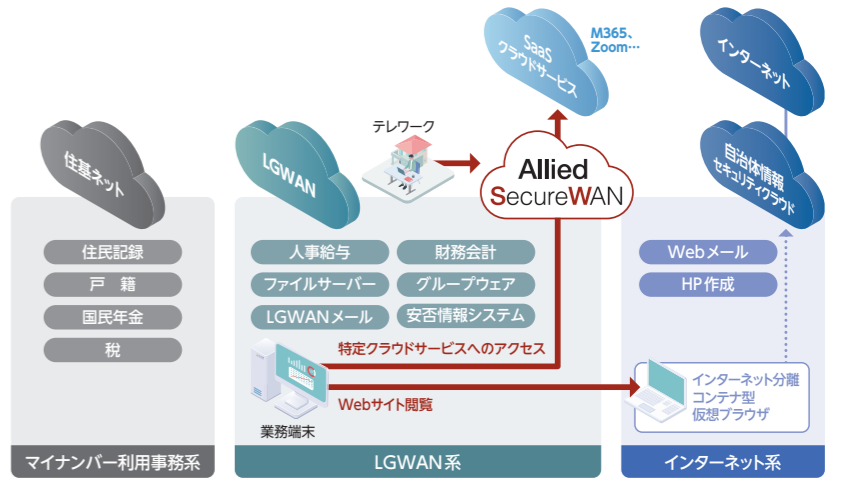 M365、
Zoom…
SaaS
クラウドサービス
インターネット
テレワーク
住基ネット
LGWAN
Allied
SecureWAN
自治体情報
セキュリティクラウド
住民記録
戸　籍
国民年金
税
人事給与
財務会計
ファイルサーバー
グループウェア
LGWANメール
安否情報システム
Webメール
HP作成
特定クラウドサービスへのアクセス
Webサイト閲覧
業務端末
インターネット分離
コンテナ型
仮想ブラウザ
マイナンバー利用事務系
LGWAN系
インターネット系